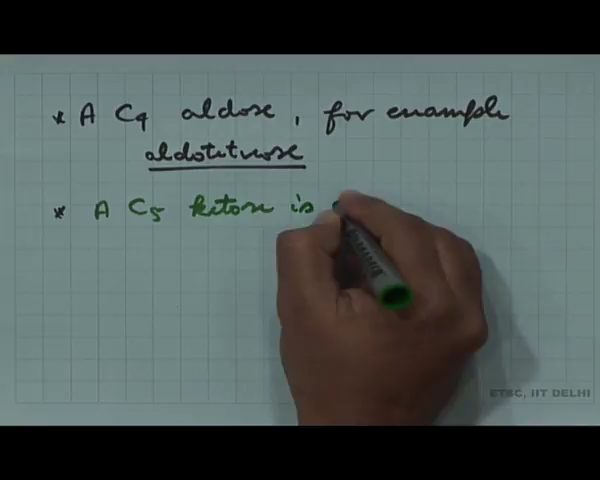 * A C4 aldose, for example
aldotetrose
* A C5 ketose is
ETSC, IIT DELHI